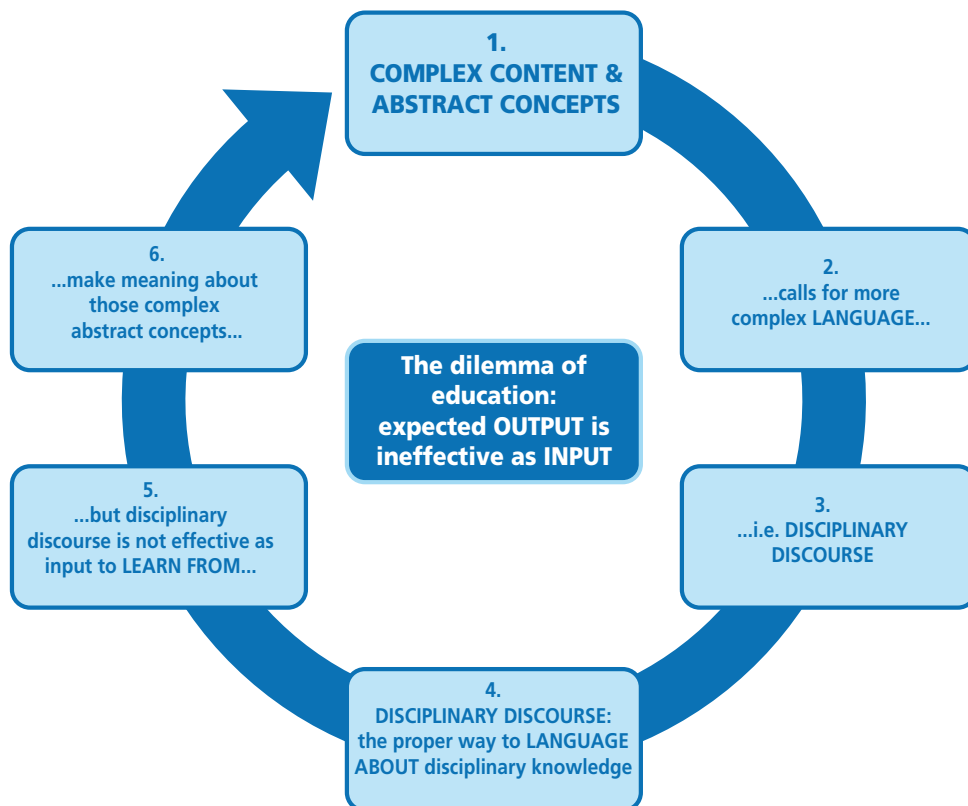 1.
COMPLEX CONTENT &
ABSTRACT CONCEPTS
2.
...calls for more
complex LANGUAGE...
3.
...i.e. DISCIPLINARY
DISCOURSE
4.
DISCIPLINARY DISCOURSE:
the proper way to LANGUAGE
ABOUT disciplinary knowledge
5.
...but disciplinary
discourse is not effective as
input to LEARN FROM...
6.
...make meaning about
those complex
abstract concepts...
The dilemma of
education:
expected OUTPUT is
ineffective as INPUT